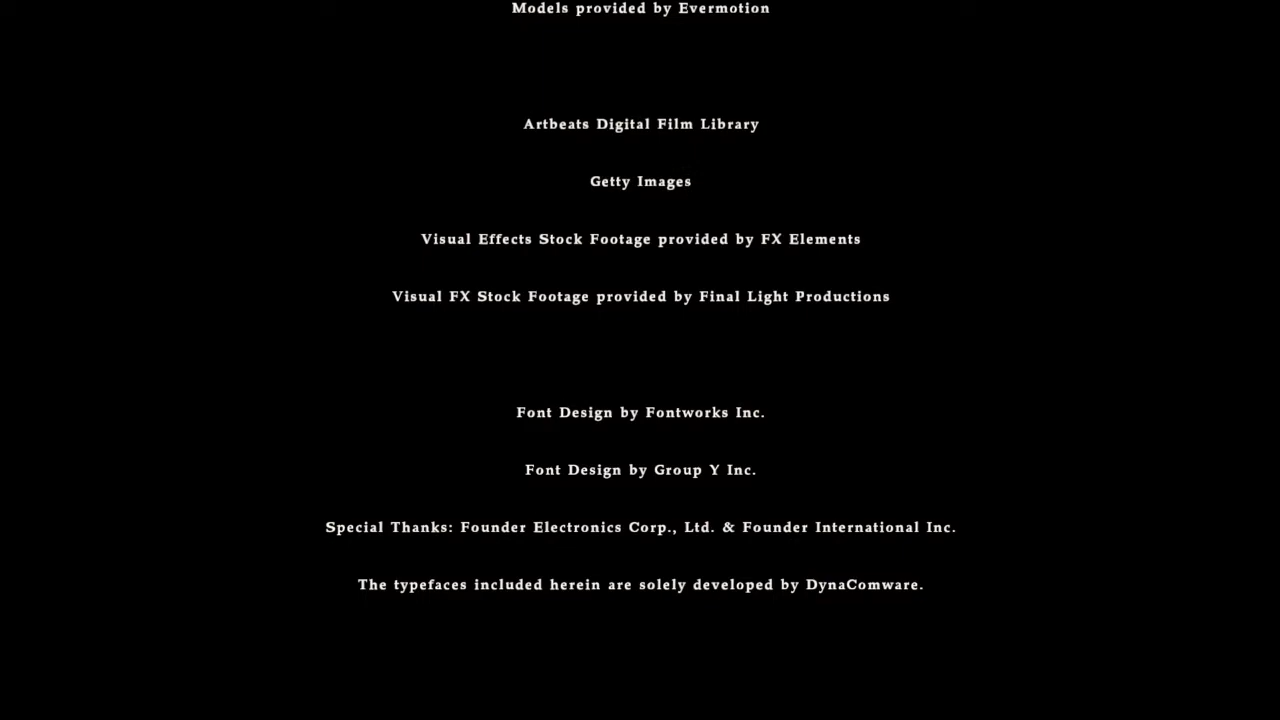 Models provided by Evermotion
Artbeats Digital Film Library
Getty Images
Visual Effects Stock Footage provided by FX Elements
Visual FX Stock Footage provided by Final Light Productions
Font Design by Fontworks Inc.
Font Design by Group Y Inc.
Special Thanks: Founder Electronics Corp., Ltd. & Founder International Inc.
The typefaces included herein are solely developed by DynaComware.